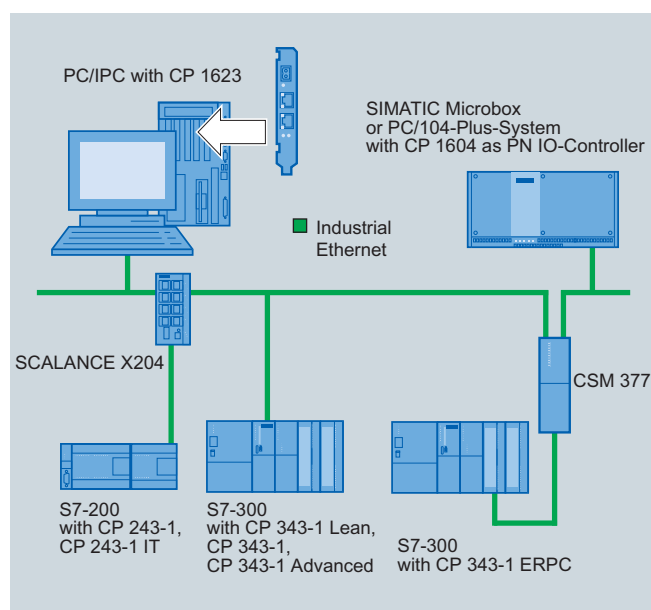 PC/IPC with CP 1623
SIMATIC Microbox
or PC/104-Plus-System
with CP 1604 as PN IO-Controller
Industrial
Ethernet
SCALANCE X204
CSM 377
S7-200
with CP 243-1,
CP 243-1 IT
S7-300
with CP 343-1 Lean,
CP 343-1,
CP 343-1 Advanced
S7-300
with CP 343-1 ERPC